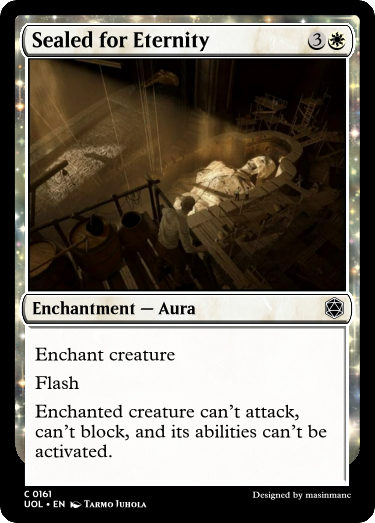 Sealed for Eternity 3
Enchantment — Aura
Enchant creature
Flash
Enchanted creature can't attack,
can't block, and its abilities can't be
activated.
C 0161
UOL • EN Tarmo Juhola
Designed by masinmanc